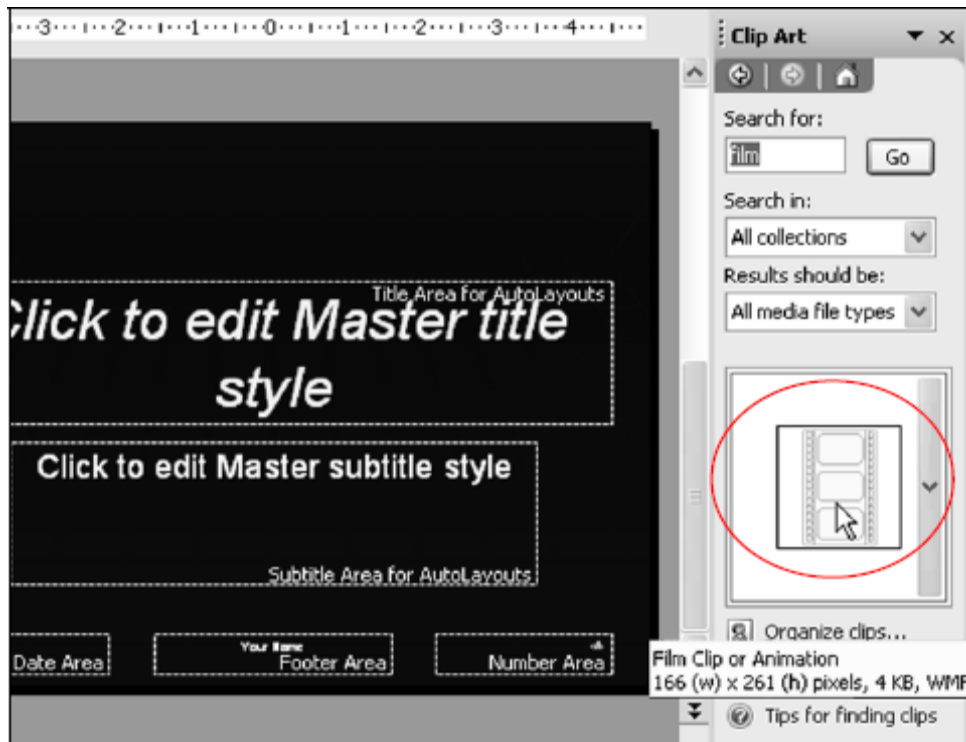 3 2 1 0 1 2 3 4
Title Area for AutoLayouts
Click to edit Master title
style
Click to edit Master subtitle style
Subtitle Area for AutoLayouts
Date Area
Your Name
Footer Area
Number Area
Clip Art
Search for:
film
Go
Search in:
All collections
Results should be:
All media file types
Organize clips...
Film Clip or Animation
166 (w) x 261 (h) pixels, 4 KB, WMF
Tips for finding clips